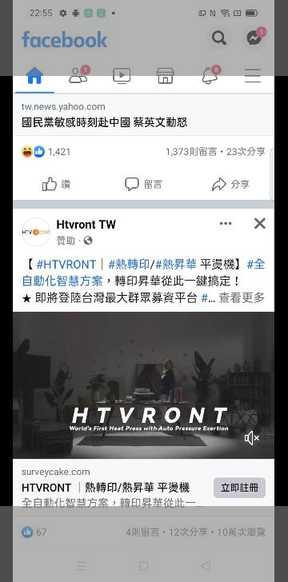 22:55
facebook
tw.news.yahoo.com
國民黨敏感時刻赴中國 蔡英文動怒
1,421
1,373則留言・23次分享
讚
留言
分享
Htvront TW
贊助・
【 #HTVRONT｜#熱轉印/#熱昇華 平燙機】#全
自動化智慧方案，轉印昇華從此一鍵搞定！
★ 即將登陸台灣最大群眾募資平台 #... 查看更多
HTVRONT
World's First Heat Press with Auto Pressure Exertion
surveycake.com
HTVRONT｜熱轉印/熱昇華 平燙機
立即註冊
全自動化智慧方案，轉印昇華從此一...
67
4則留言・12次分享・10萬次瀏覽